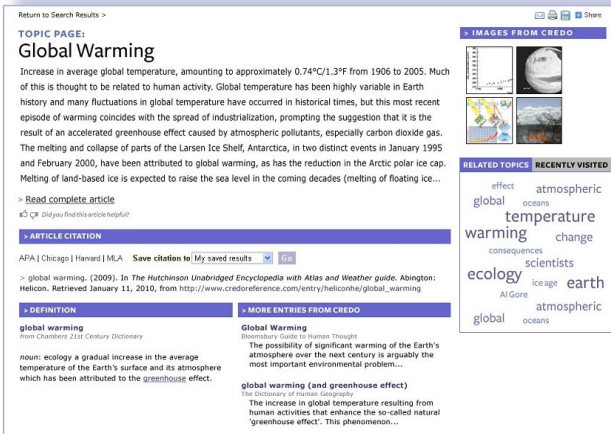 Return to Search Results >
Share
TOPIC PAGE:
Global Warming
Increase in average global temperature, amounting to approximately 0.74°C/1.3°F from 1906 to 2005. Much
of this is thought to be related to human activity. Global temperature has been highly variable in Earth
history and many fluctuations in global temperature have occurred in historical times, but this most recent
episode of warming coincides with the spread of industrialization, prompting the suggestion that it is the
result of an accelerated greenhouse effect caused by atmospheric pollutants, especially carbon dioxide gas.
The melting and collapse of parts of the Larsen Ice Shelf, Antarctica, in two distinct events in January 1995
and February 2000, have been attributed to global warming, as has the reduction in the Arctic polar ice cap.
Melting of land-based ice is expected to raise the sea level in the coming decades (melting of floating ice...
> Read complete article
Did you find this article helpful?
> ARTICLE CITATION
APA | Chicago | Harvard | MLA Save citation to My saved results Go
> global warming. (2009). In The Hutchinson Unabridged Encyclopedia with Atlas and Weather guide. Abington:
Helicon. Retrieved January 11, 2010, from http://www.credoreference.com/entry/heliconhe/global_warming
> DEFINITION
global warming
from Chambers 21st Century Dictionary
noun: ecology a gradual increase in the average
temperature of the Earth's surface and its atmosphere
which has been attributed to the greenhouse effect.
> MORE ENTRIES FROM CREDO
Global Warming
Bloomsbury Guide to Human Thought
The possibility of significant warming of the Earth's
atmosphere over the next century is arguably the
most important environmental problem...
global warming (and greenhouse effect)
The Dictionary of Human Geography
The increase in global temperature resulting from
human activities that enhance the so-called natural
'greenhouse effect'. This phenomenon...
> IMAGES FROM CREDO
RELATED TOPICS RECENTLY VISITED
effect atmospheric
global oceans
temperature
warming change
consequences
scientists
ecology ice age earth
Al Gore
atmospheric
global oceans